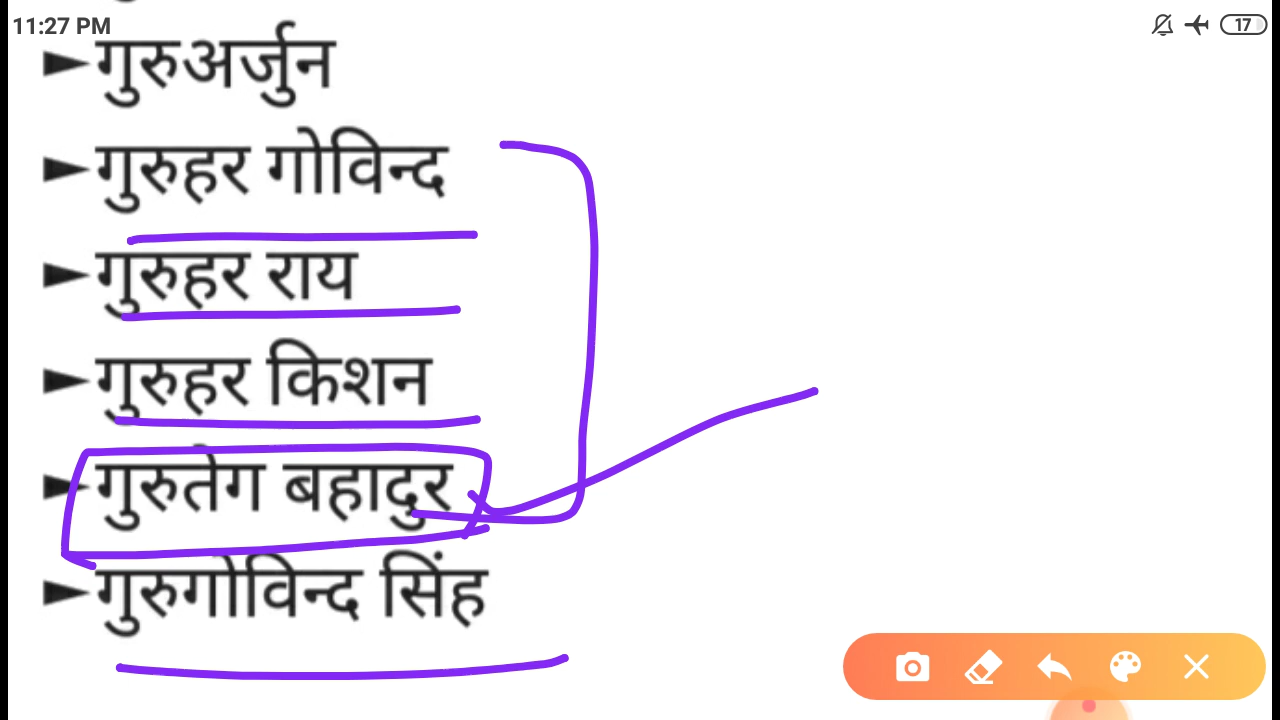 11:27 PM
17
►गुरुअर्जुन
►गुरुहर गोविन्द
►गुरुहर राय
►गुरुहर किशन
►गुरुतेग बहादुर
►गुरुगोविन्द सिंह